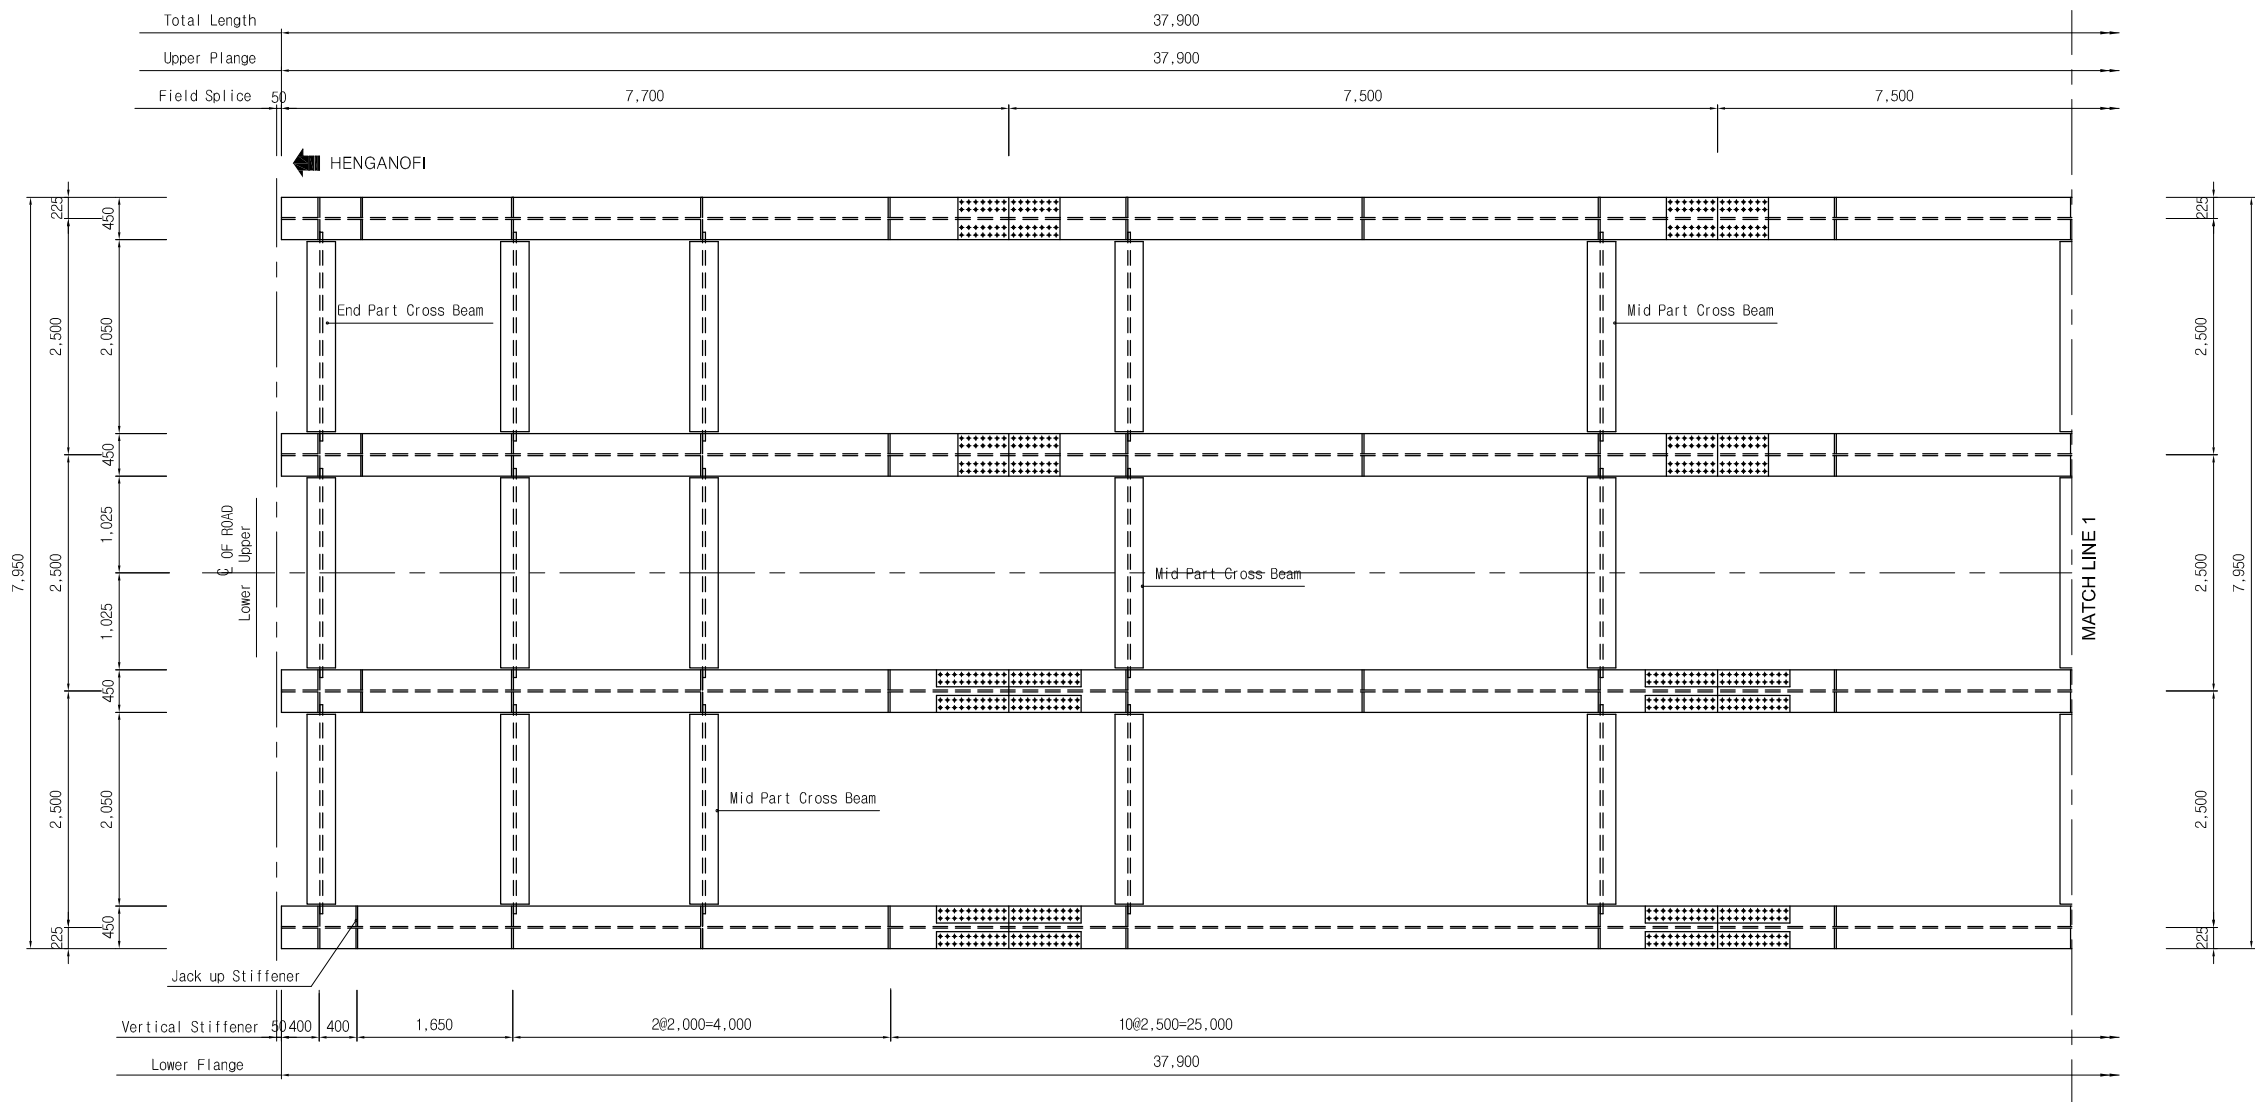 Total Length 37,900
Upper Plange 37,900
Field Splice 50 7,700 7,500 7,500
HENGANOFI
225 450 225
End Part Cross Beam Mid Part Cross Beam
2,500 2,050 2,500
450
1,025
C OF ROAD
Upper
Lower
7,950 2,500 2,500 7,950
Mid Part Cross Beam
MATCH LINE 1
1,025
450
Mid Part Cross Beam
2,500 2,050 2,500
225 450 225
Jack up Stiffener
Vertical Stiffener 50 400 400 1,650 2@2,000=4,000 10@2,500=25,000
Lower Flange 37,900